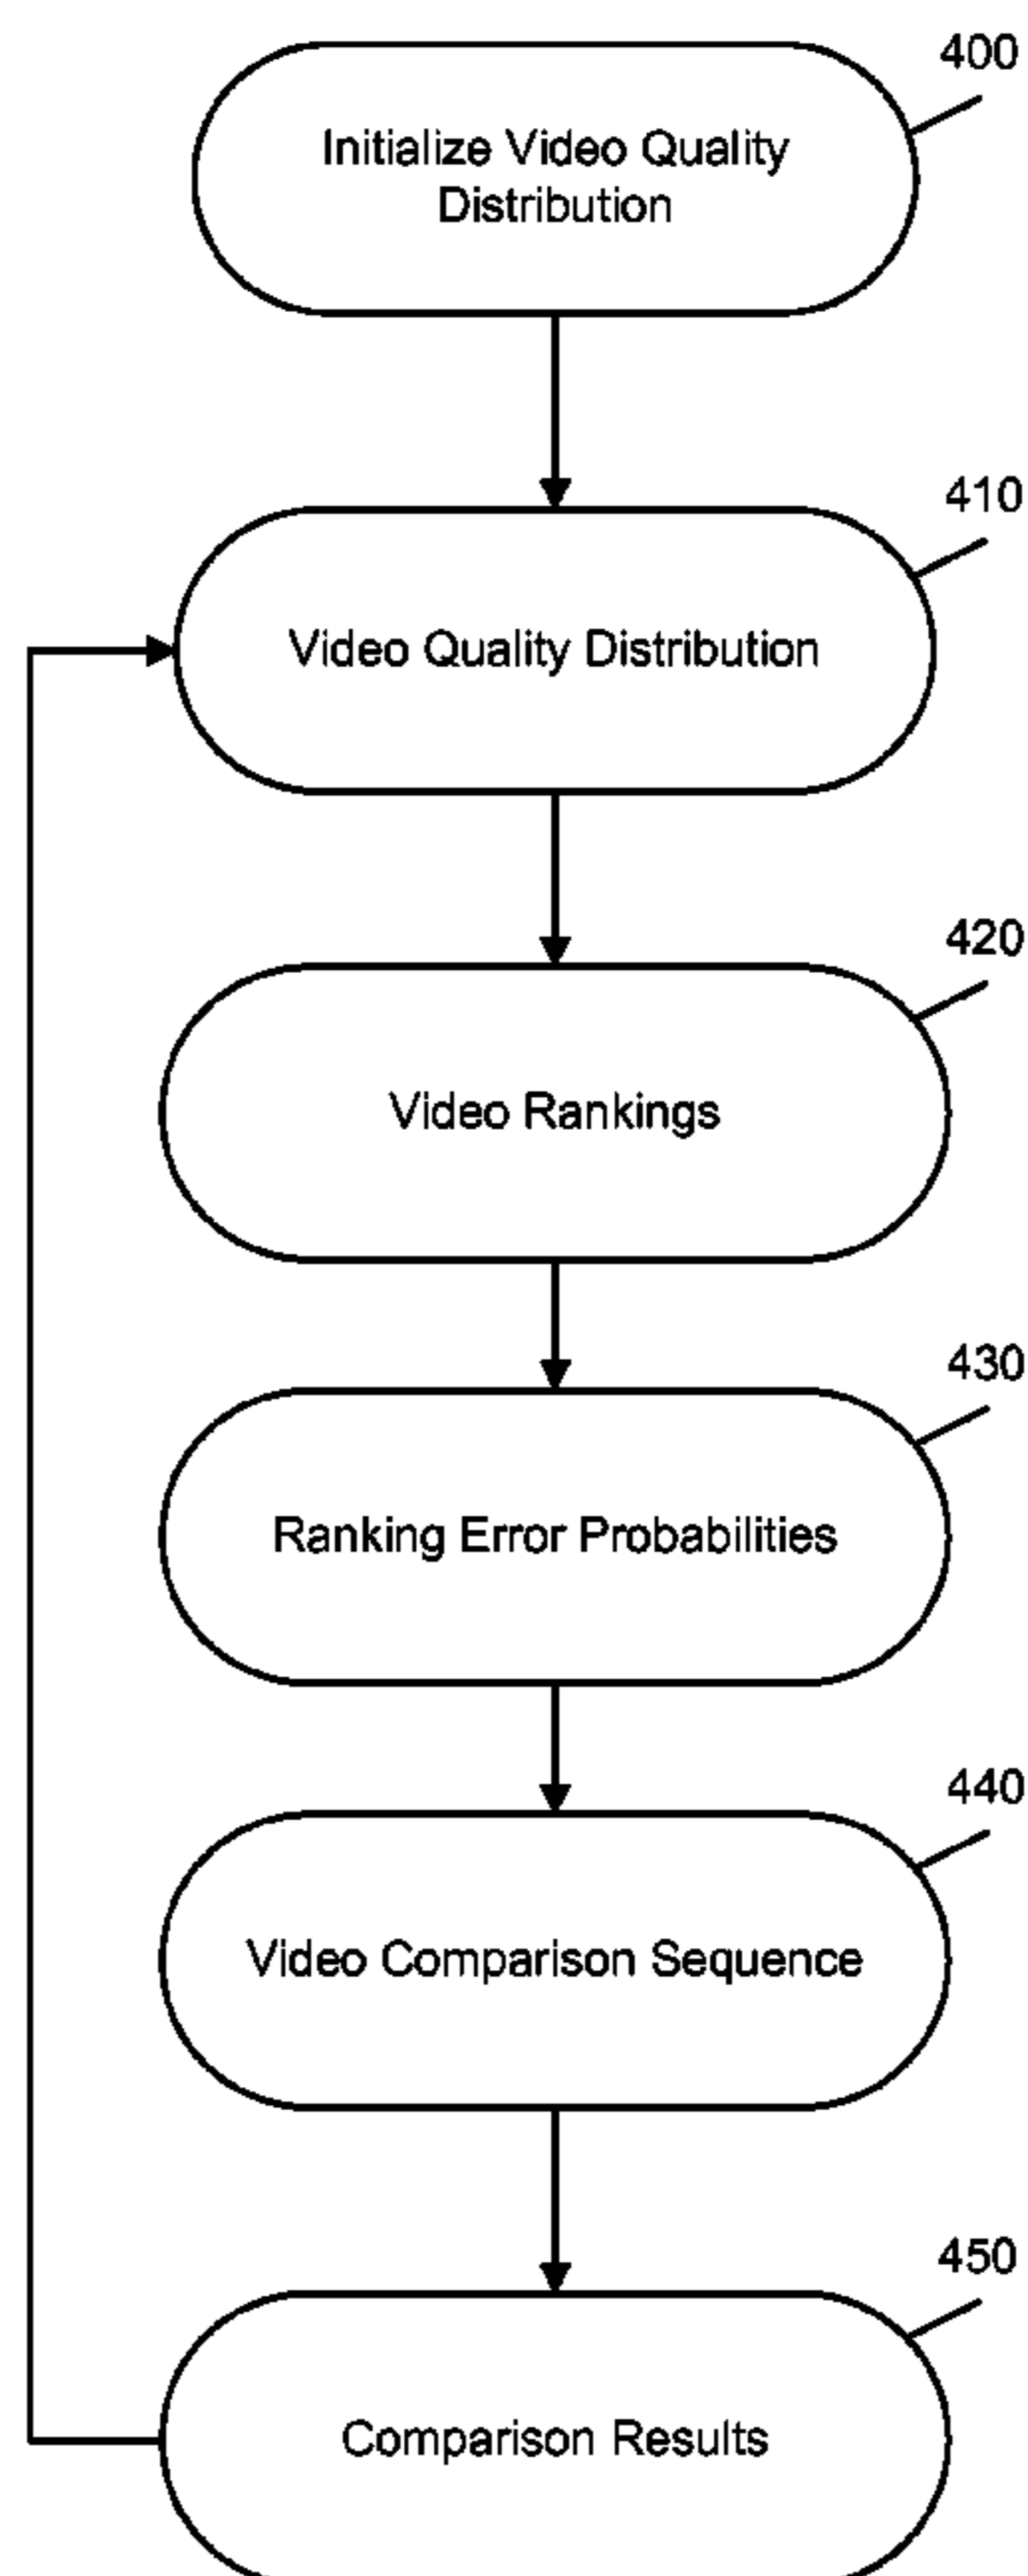 400
Initialize Video Quality
Distribution
410
Video Quality Distribution
420
Video Rankings
430
Ranking Error Probabilities
440
Video Comparison Sequence
450
Comparison Results